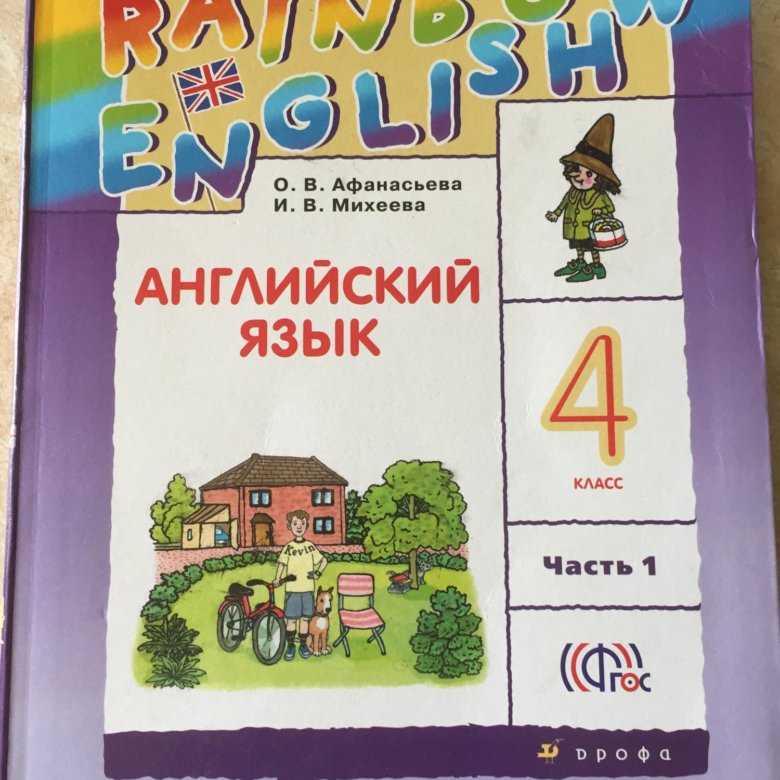 RAINBOW
ENGLISH
О. В. Афанасьева
И. В. Михеева
АНГЛИЙСКИЙ
ЯЗЫК
4
КЛАСС
Kevin
Часть 1
ФГОС
дрофа